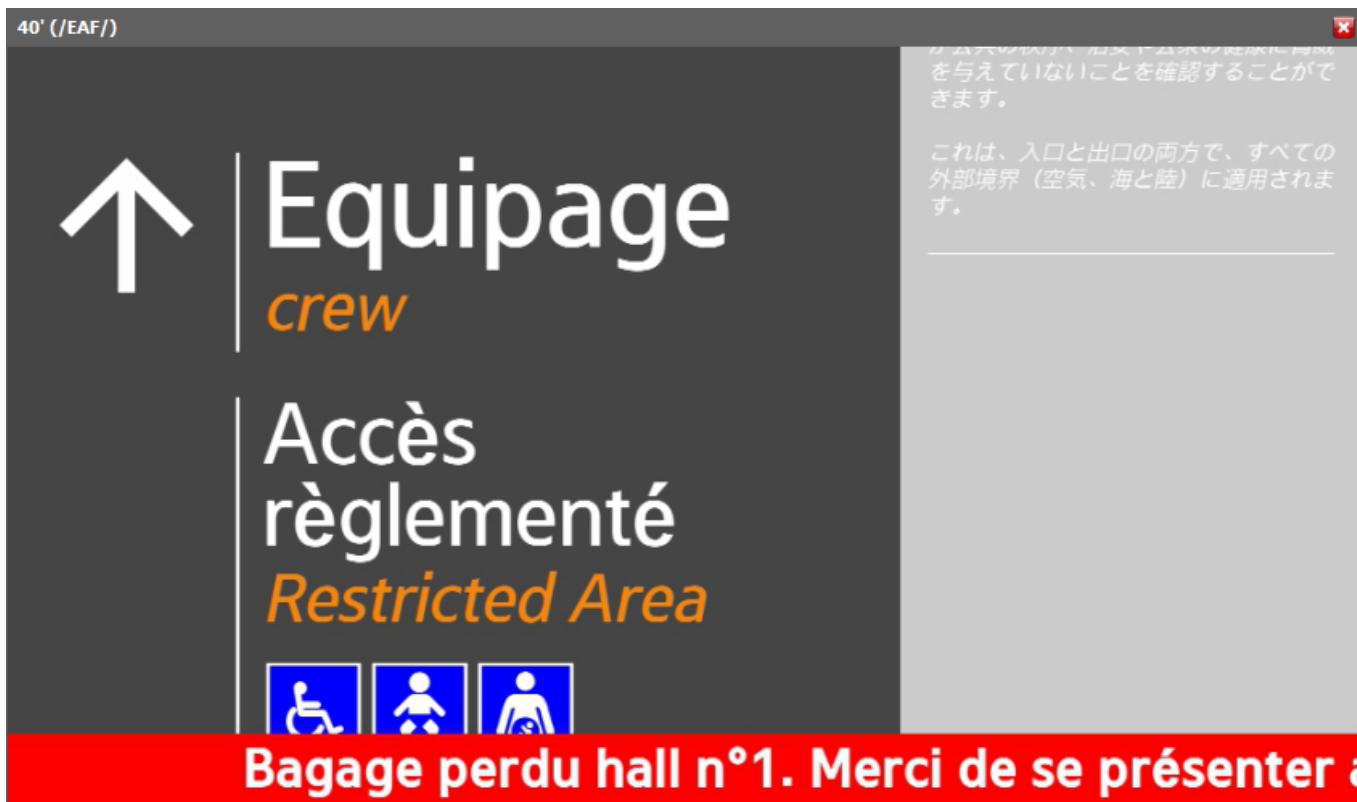 40' (/EAF/)
Equipage
crew
Accès
règlementé
Restricted Area
を与えていないことを確認することがで
きます。
これは、入口と出口の両方で、すべての
外部境界（空気、海と陸）に適用されま
す。
Bagage perdu hall n°1. Merci de se présenter